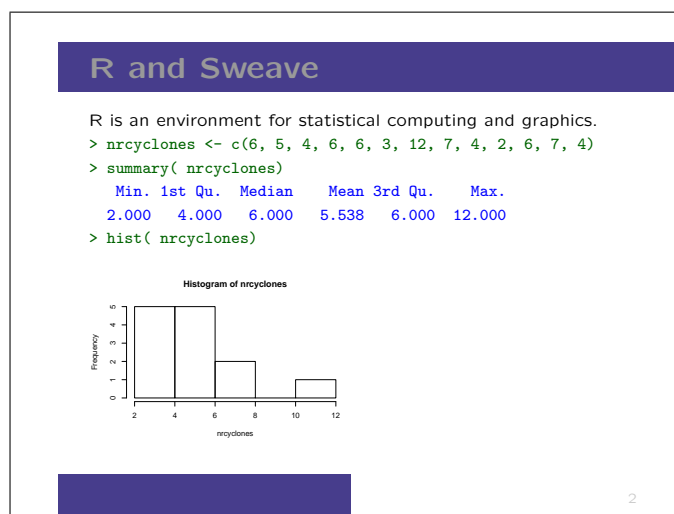 R and Sweave
R is an environment for statistical computing and graphics.
> nrcyclones <- c(6, 5, 4, 6, 6, 3, 12, 7, 4, 2, 6, 7, 4)
> summary( nrcyclones)
Min. 1st Qu. Median Mean 3rd Qu. Max.
2.000 4.000 6.000 5.538 6.000 12.000
> hist( nrcyclones)
Histogram of nrcyclones
Frequency
5
4
3
2
1
0
2 4 6 8 10 12
nrcyclones
2